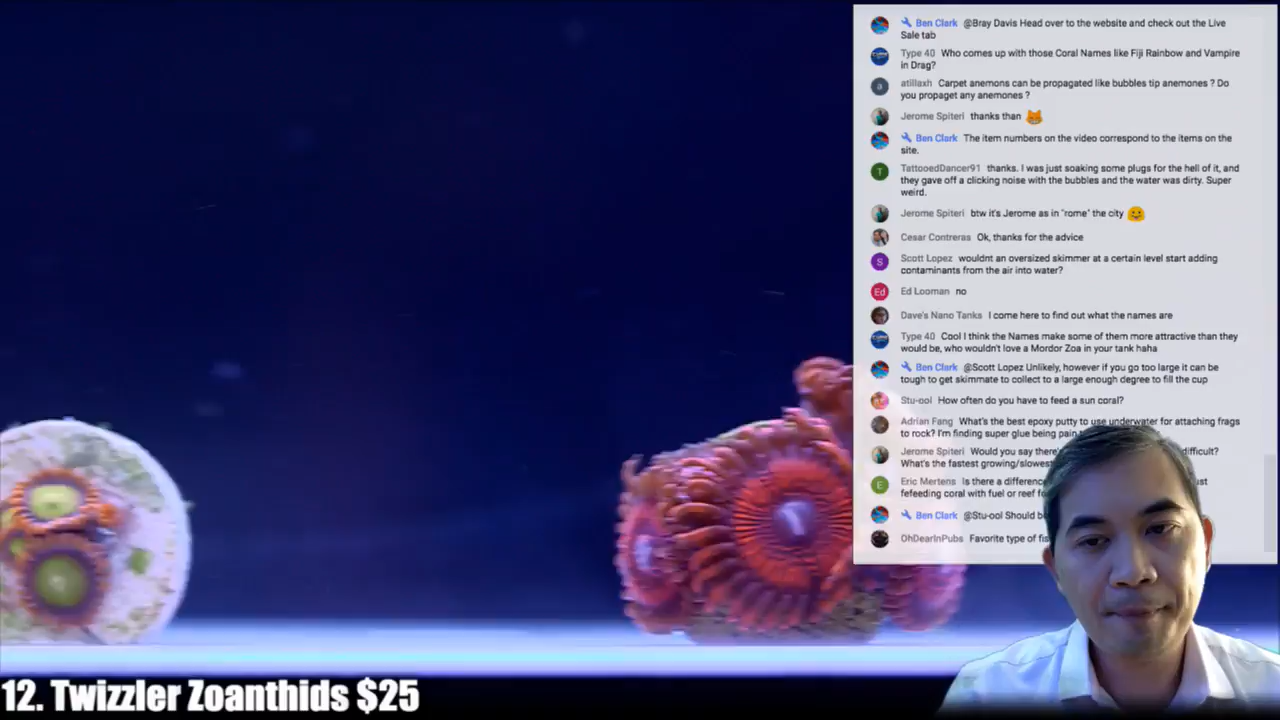 Ben Clark @Bray Davis Head over to the website and check out the Live
Sale tab
Type 40 Who comes up with those Coral Names like Fiji Rainbow and Vampire
in Drag?
a atillaxh Carpet anemons can be propagated like bubbles tip anemones ? Do
you propaget any anemones ?
Jerome Spiteri thanks than
Ben Clark The item numbers on the video correspond to the items on the
site.
T TattooedDancer91 thanks. I was just soaking some plugs for the hell of it, and
they gave off a clicking noise with the bubbles and the water was dirty. Super
weird.
Jerome Spiteri btw it's Jerome as in "rome" the city
Cesar Contreras Ok, thanks for the advice
S Scott Lopez wouldnt an oversized skimmer at a certain level start adding
contaminants from the air into water?
Ed Ed Looman no
Dave's Nano Tanks I come here to find out what the names are
Type 40 Cool I think the Names make some of them more attractive than they
would be, who wouldn't love a Mordor Zoa in your tank haha
Ben Clark @Scott Lopez Unlikely, however if you go too large it can be
tough to get skimmate to collect to a large enough degree to fill the cup
Stu-ool How often do you have to feed a sun coral?
Adrian Fang What's the best epoxy putty to use underwater for attaching frags
to rock? I'm finding super glue being pain
Jerome Spiteri Would you say there's difficult?
What's the fastest growing/slowest
E Eric Mertens Is there a difference
fefeeding coral with fuel or reef
Ben Clark @Stu-ool Should
OhDearInPubs Favorite type of
12. Twizzler Zoanthids $25